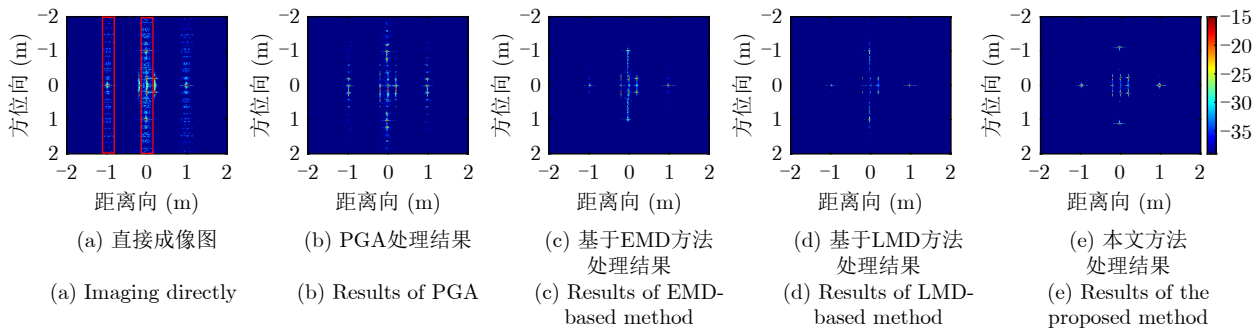 −2
−1
0
1
2
方位向 (m)
−2 −1 0 1 2
距离向 (m)
(a) 直接成像图
(a) Imaging directly
−2
−1
0
1
2
方位向 (m)
−2 −1 0 1 2
距离向 (m)
(b) PGA处理结果
(b) Results of PGA
−2
−1
0
1
2
方位向 (m)
−2 −1 0 1 2
距离向 (m)
(c) 基于EMD方法
处理结果
(c) Results of EMD-
based method
−2
−1
0
1
2
方位向 (m)
−2 −1 0 1 2
距离向 (m)
(d) 基于LMD方法
处理结果
(d) Results of LMD-
based method
−2
−1
0
1
2
方位向 (m)
−2 −1 0 1 2
距离向 (m)
−15
−20
−25
−30
−35
(e) 本文方法
处理结果
(e) Results of the
proposed method